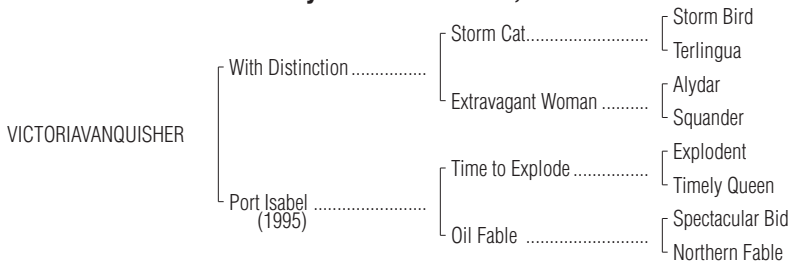 Storm Bird
Storm Cat..........................
Terlingua
With Distinction ................
Alydar
Extravagant Woman ..........
Squander
VICTORIAVANQUISHER
Explodent
Time to Explode ................
Timely Queen
Port Isabel ........................
(1995)
Spectacular Bid
Oil Fable ..........................
Northern Fable